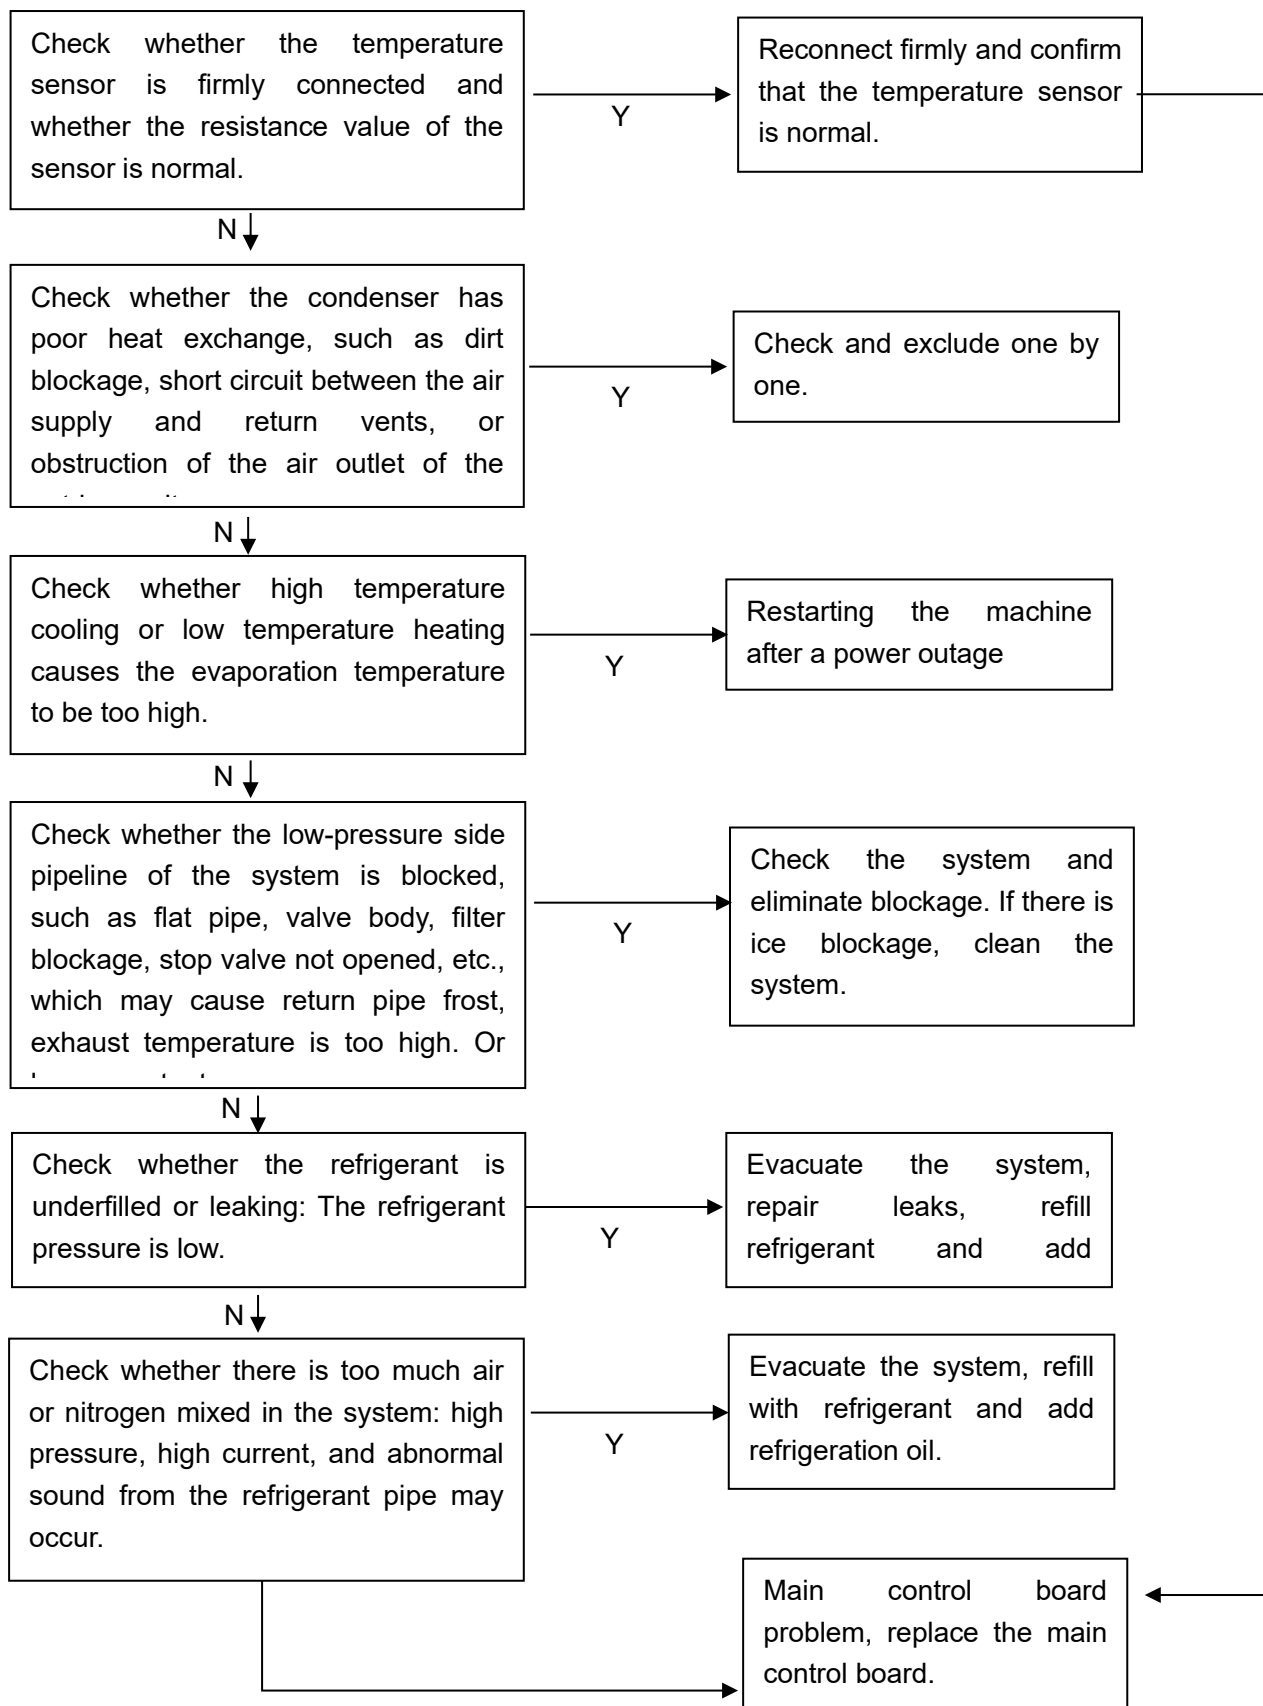 Check whether the temperature
sensor is firmly connected and
whether the resistance value of the
sensor is normal.
Y
Reconnect firmly and confirm
that the temperature sensor
is normal.
N
Check whether the condenser has
poor heat exchange, such as dirt
blockage, short circuit between the air
supply and return vents, or
obstruction of the air outlet of the
Y
Check and exclude one by
one.
N
Check whether high temperature
cooling or low temperature heating
causes the evaporation temperature
to be too high.
Y
Restarting the machine
after a power outage
N
Check whether the low-pressure side
pipeline of the system is blocked,
such as flat pipe, valve body, filter
blockage, stop valve not opened, etc.,
which may cause return pipe frost,
exhaust temperature is too high. Or
Y
Check the system and
eliminate blockage. If there is
ice blockage, clean the
system.
N
Check whether the refrigerant is
underfilled or leaking: The refrigerant
pressure is low.
Y
Evacuate the system,
repair leaks, refill
refrigerant and add
N
Check whether there is too much air
or nitrogen mixed in the system: high
pressure, high current, and abnormal
sound from the refrigerant pipe may
occur.
Y
Evacuate the system, refill
with refrigerant and add
refrigeration oil.
Main control board
problem, replace the main
control board.